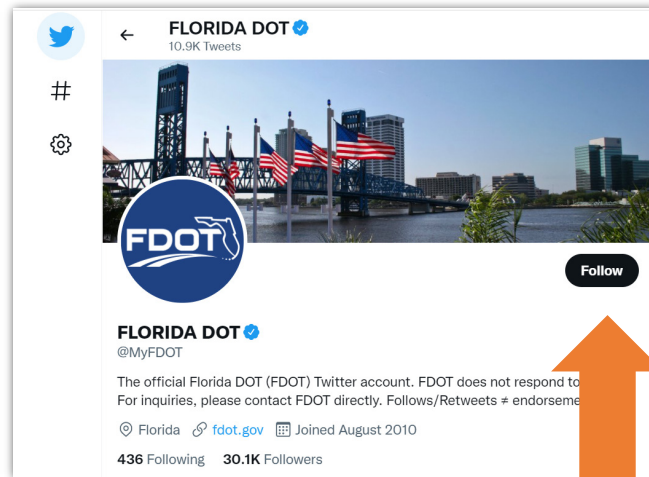 FLORIDA DOT
10.9K Tweets
#
FDOT
Follow
FLORIDA DOT
@MyFDOT
The official Florida DOT (FDOT) Twitter account. FDOT does not respond to
For inquiries, please contact FDOT directly. Follows/Retweets ≠
Florida fdot.gov Joined August 2010
436 Following 30.1K Followers